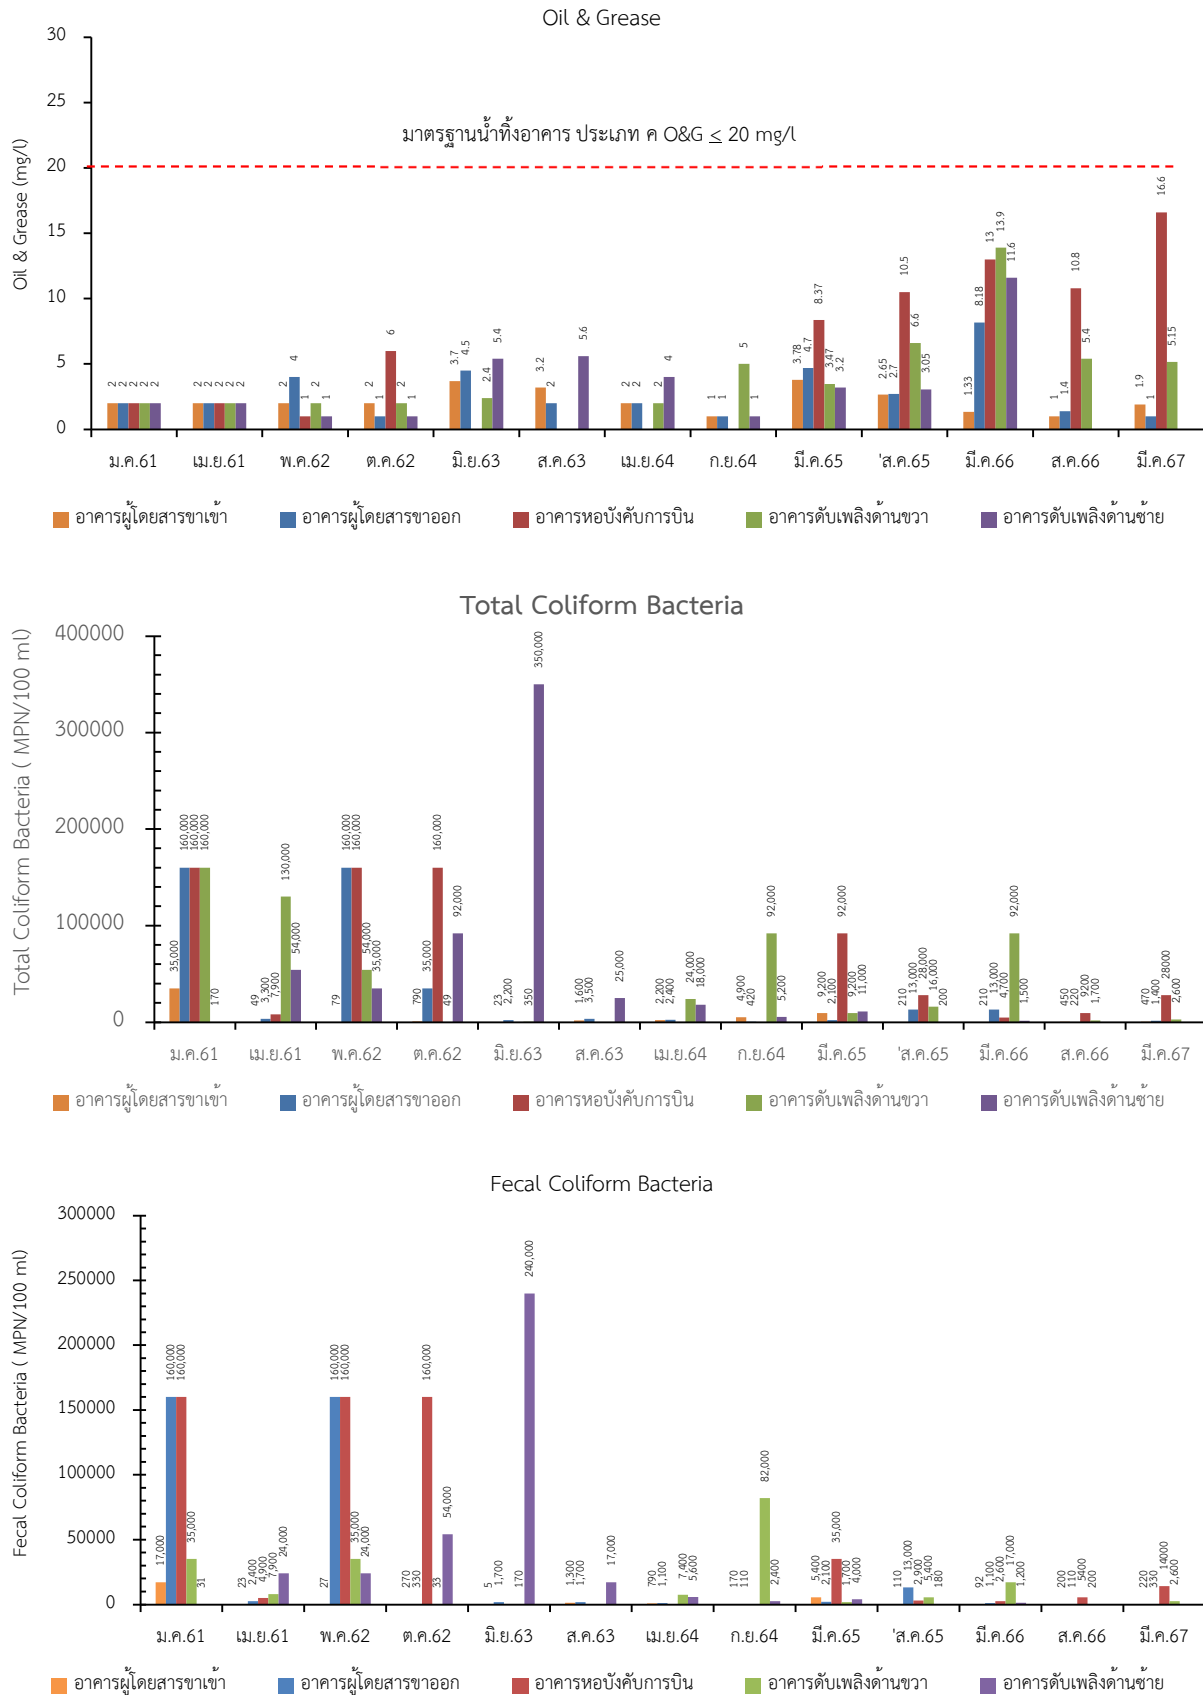 Oil & Grease
Oil & Grease (mg/l)
30
25
20
15
10
5
0
มาตรฐานน้ำทิ้งอาคาร ประเภท ค O&G ≤ 20 mg/l
2 2 2 2 2
2 2 2 2 2
2 4 1 2 1
2 1 6 2 1
3.7 4.5 2.4 5.4
3.2 2 5.6
2 2 2 4
1 1 5 1
3.78 4.7 8.37 3.47 3.2
2.65 2.7 10.5 6.6 3.05
1.33 8.18 13 13.9 11.6
1 1.4 10.8 5.4
1.9 1 16.6 5.15
ม.ค.61 เม.ย.61 พ.ค.62 ต.ค.62 มิ.ย.63 ส.ค.63 เม.ย.64 ก.ย.64 มี.ค.65 'ส.ค.65 มี.ค.66 ส.ค.66 มี.ค.67
อาคารผู้โดยสารขาเข้า อาคารผู้โดยสารขาออก อาคารหอบังคับการบิน อาคารดับเพลิงด้านขวา อาคารดับเพลิงด้านซ้าย
Total Coliform Bacteria
Total Coliform Bacteria ( MPN/100 ml)
400000
300000
200000
100000
0
35,000 160,000 160,000 160,000 170
49 3,300 7,900 130,000 54,000
79 160,000 160,000 54,000 35,000
790 35,000 160,000 49 92,000
23 2,200 350 350,000
1,600 3,500 25,000
2,200 2,400 24,000 18,000
4,900 420 92,000 5,200
9,200 2,100 92,000 9,200 11,000
210 13,000 28,000 16,000 200
210 13,000 4,700 92,000 1,500
450 220 9200 1,700
470 1,400 28000 2,600
ม.ค.61 เม.ย.61 พ.ค.62 ต.ค.62 มิ.ย.63 ส.ค.63 เม.ย.64 ก.ย.64 มี.ค.65 'ส.ค.65 มี.ค.66 ส.ค.66 มี.ค.67
อาคารผู้โดยสารขาเข้า อาคารผู้โดยสารขาออก อาคารหอบังคับการบิน อาคารดับเพลิงด้านขวา อาคารดับเพลิงด้านซ้าย
Fecal Coliform Bacteria
Fecal Coliform Bacteria ( MPN/100 ml)
300000
250000
200000
150000
100000
50000
0
17,000 160,000 160,000 35,000 31
23 2,400 4,900 7,900 24,000
27 160,000 160,000 35,000 24,000
270 330 160,000 33 54,000
5 1,700 170 240,000
1,300 1,700 17,000
790 1,100 7,400 5,600
170 110 82,000 2,400
5,400 2,100 35,000 1,700 4,000
110 13,000 2,900 5,400 180
92 1,100 2,600 17,000 1,200
200 110 5400 200
220 330 14000 2,600
ม.ค.61 เม.ย.61 พ.ค.62 ต.ค.62 มิ.ย.63 ส.ค.63 เม.ย.64 ก.ย.64 มี.ค.65 'ส.ค.65 มี.ค.66 ส.ค.66 มี.ค.67
อาคารผู้โดยสารขาเข้า อาคารผู้โดยสารขาออก อาคารหอบังคับการบิน อาคารดับเพลิงด้านขวา อาคารดับเพลิงด้านซ้าย